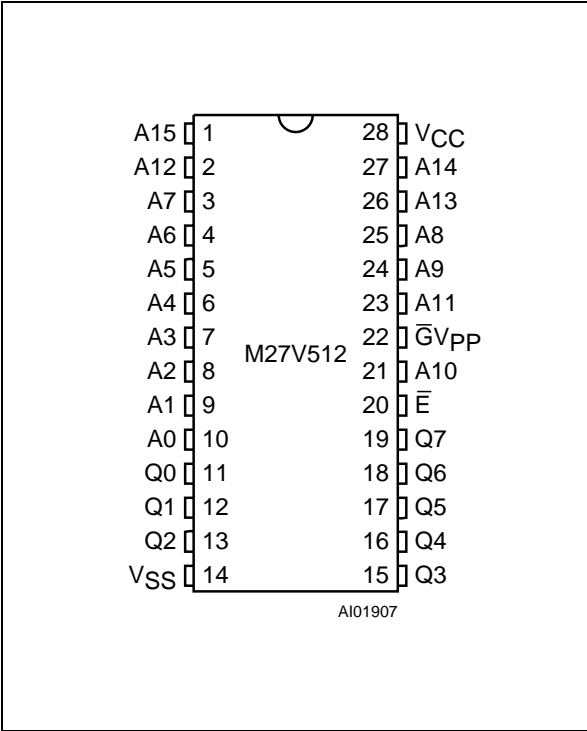 A15 1 28 VCC
A12 2 27 A14
A7 3 26 A13
A6 4 25 A8
A5 5 24 A9
A4 6 23 A11
A3 7 22 G̅VPP
M27V512
A2 8 21 A10
A1 9 20 E̅
A0 10 19 Q7
Q0 11 18 Q6
Q1 12 17 Q5
Q2 13 16 Q4
VSS 14 15 Q3
AI01907